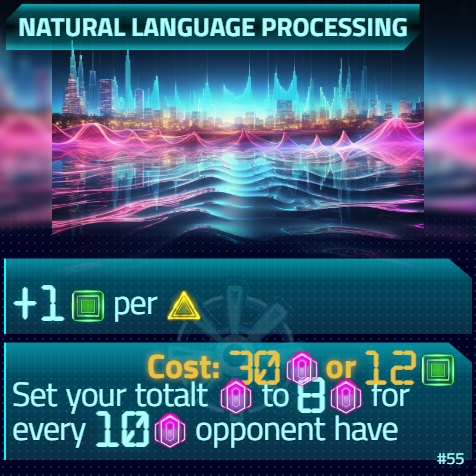 NATURAL LANGUAGE PROCESSING
+1 per
Cost: 30 or 12
Set your totalt to 8 for
every 10 opponent have
#55